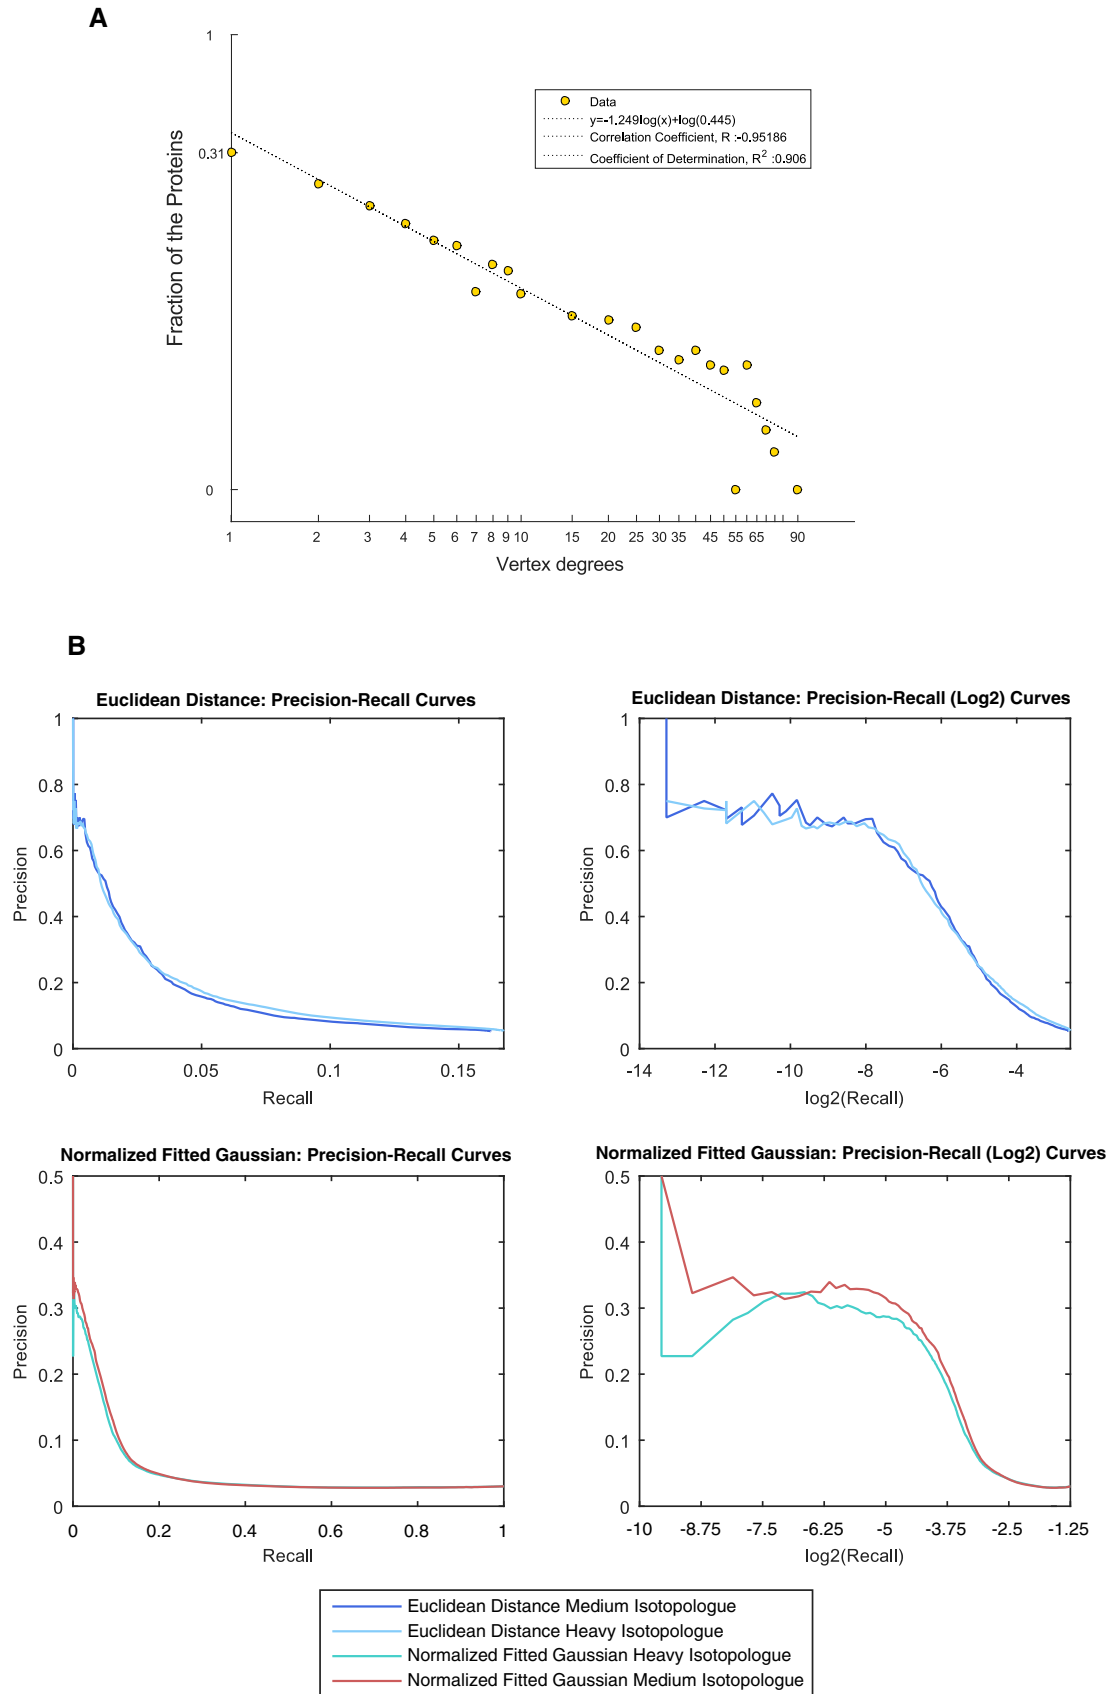 A
1
Data
y=-1.249log(x)+log(0.445)
Correlation Coefficient, R :-0.95186
Coefficient of Determination, R² :0.906
0.31
Fraction of the Proteins
0
1 2 3 4 5 6 7 8 9 10 15 20 25 30 35 45 55 65 90
Vertex degrees
B
Euclidean Distance: Precision-Recall Curves
1
0.8
0.6
0.4
0.2
0
Precision
0 0.05 0.1 0.15
Recall
Euclidean Distance: Precision-Recall (Log2) Curves
1
0.8
0.6
0.4
0.2
0
Precision
-14 -12 -10 -8 -6 -4
log2(Recall)
Normalized Fitted Gaussian: Precision-Recall Curves
0.5
0.4
0.3
0.2
0.1
0
Precision
0 0.2 0.4 0.6 0.8 1
Recall
Normalized Fitted Gaussian: Precision-Recall (Log2) Curves
0.5
0.4
0.3
0.2
0.1
0
Precision
-10 -8.75 -7.5 -6.25 -5 -3.75 -2.5 -1.25
log2(Recall)
Euclidean Distance Medium Isotopologue
Euclidean Distance Heavy Isotopologue
Normalized Fitted Gaussian Heavy Isotopologue
Normalized Fitted Gaussian Medium Isotopologue